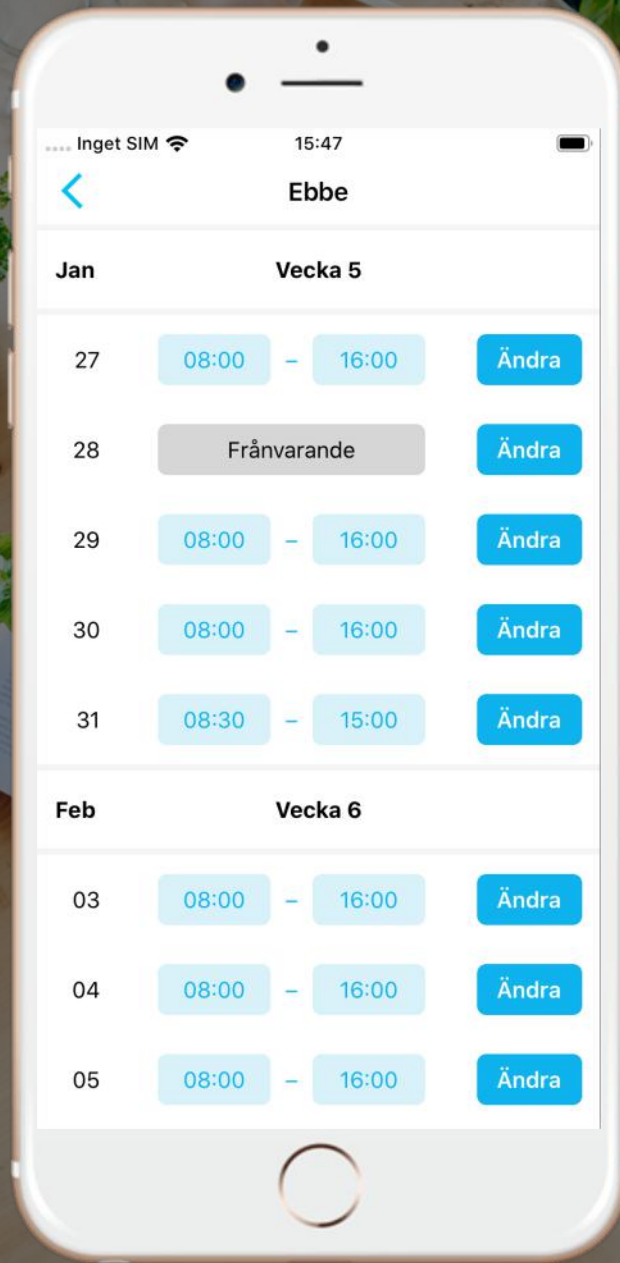 Inget SIM 15:47
Ebbe
Jan Vecka 5
27 08:00 – 16:00 Ändra
28 Frånvarande Ändra
29 08:00 – 16:00 Ändra
30 08:00 – 16:00 Ändra
31 08:30 – 15:00 Ändra
Feb Vecka 6
03 08:00 – 16:00 Ändra
04 08:00 – 16:00 Ändra
05 08:00 – 16:00 Ändra